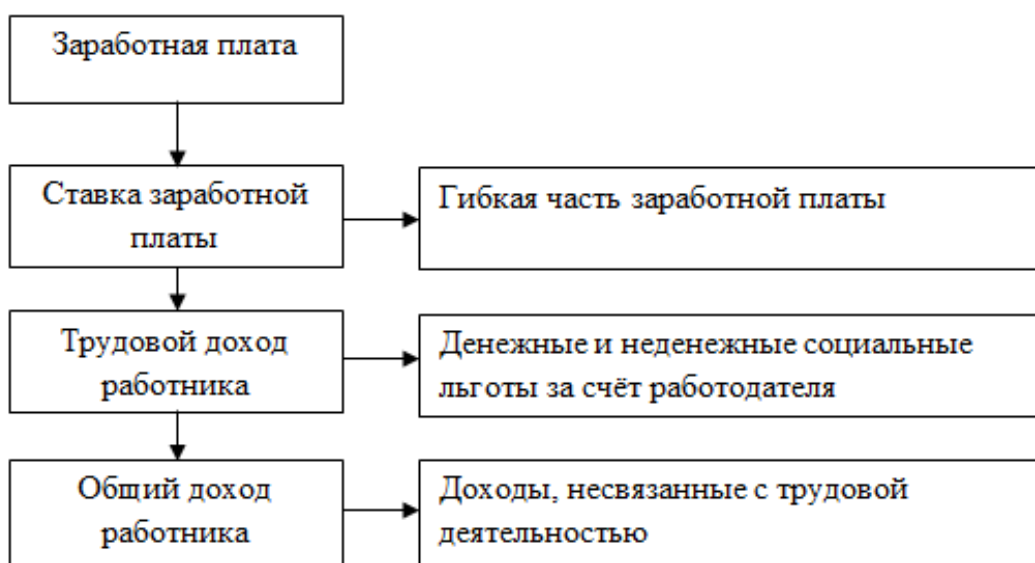 Заработная плата
Ставка заработной
платы
Гибкая часть заработной платы
Трудовой доход
работника
Денежные и неденежные социальные
льготы за счёт работодателя
Общий доход
работника
Доходы, несвязанные с трудовой
деятельностью